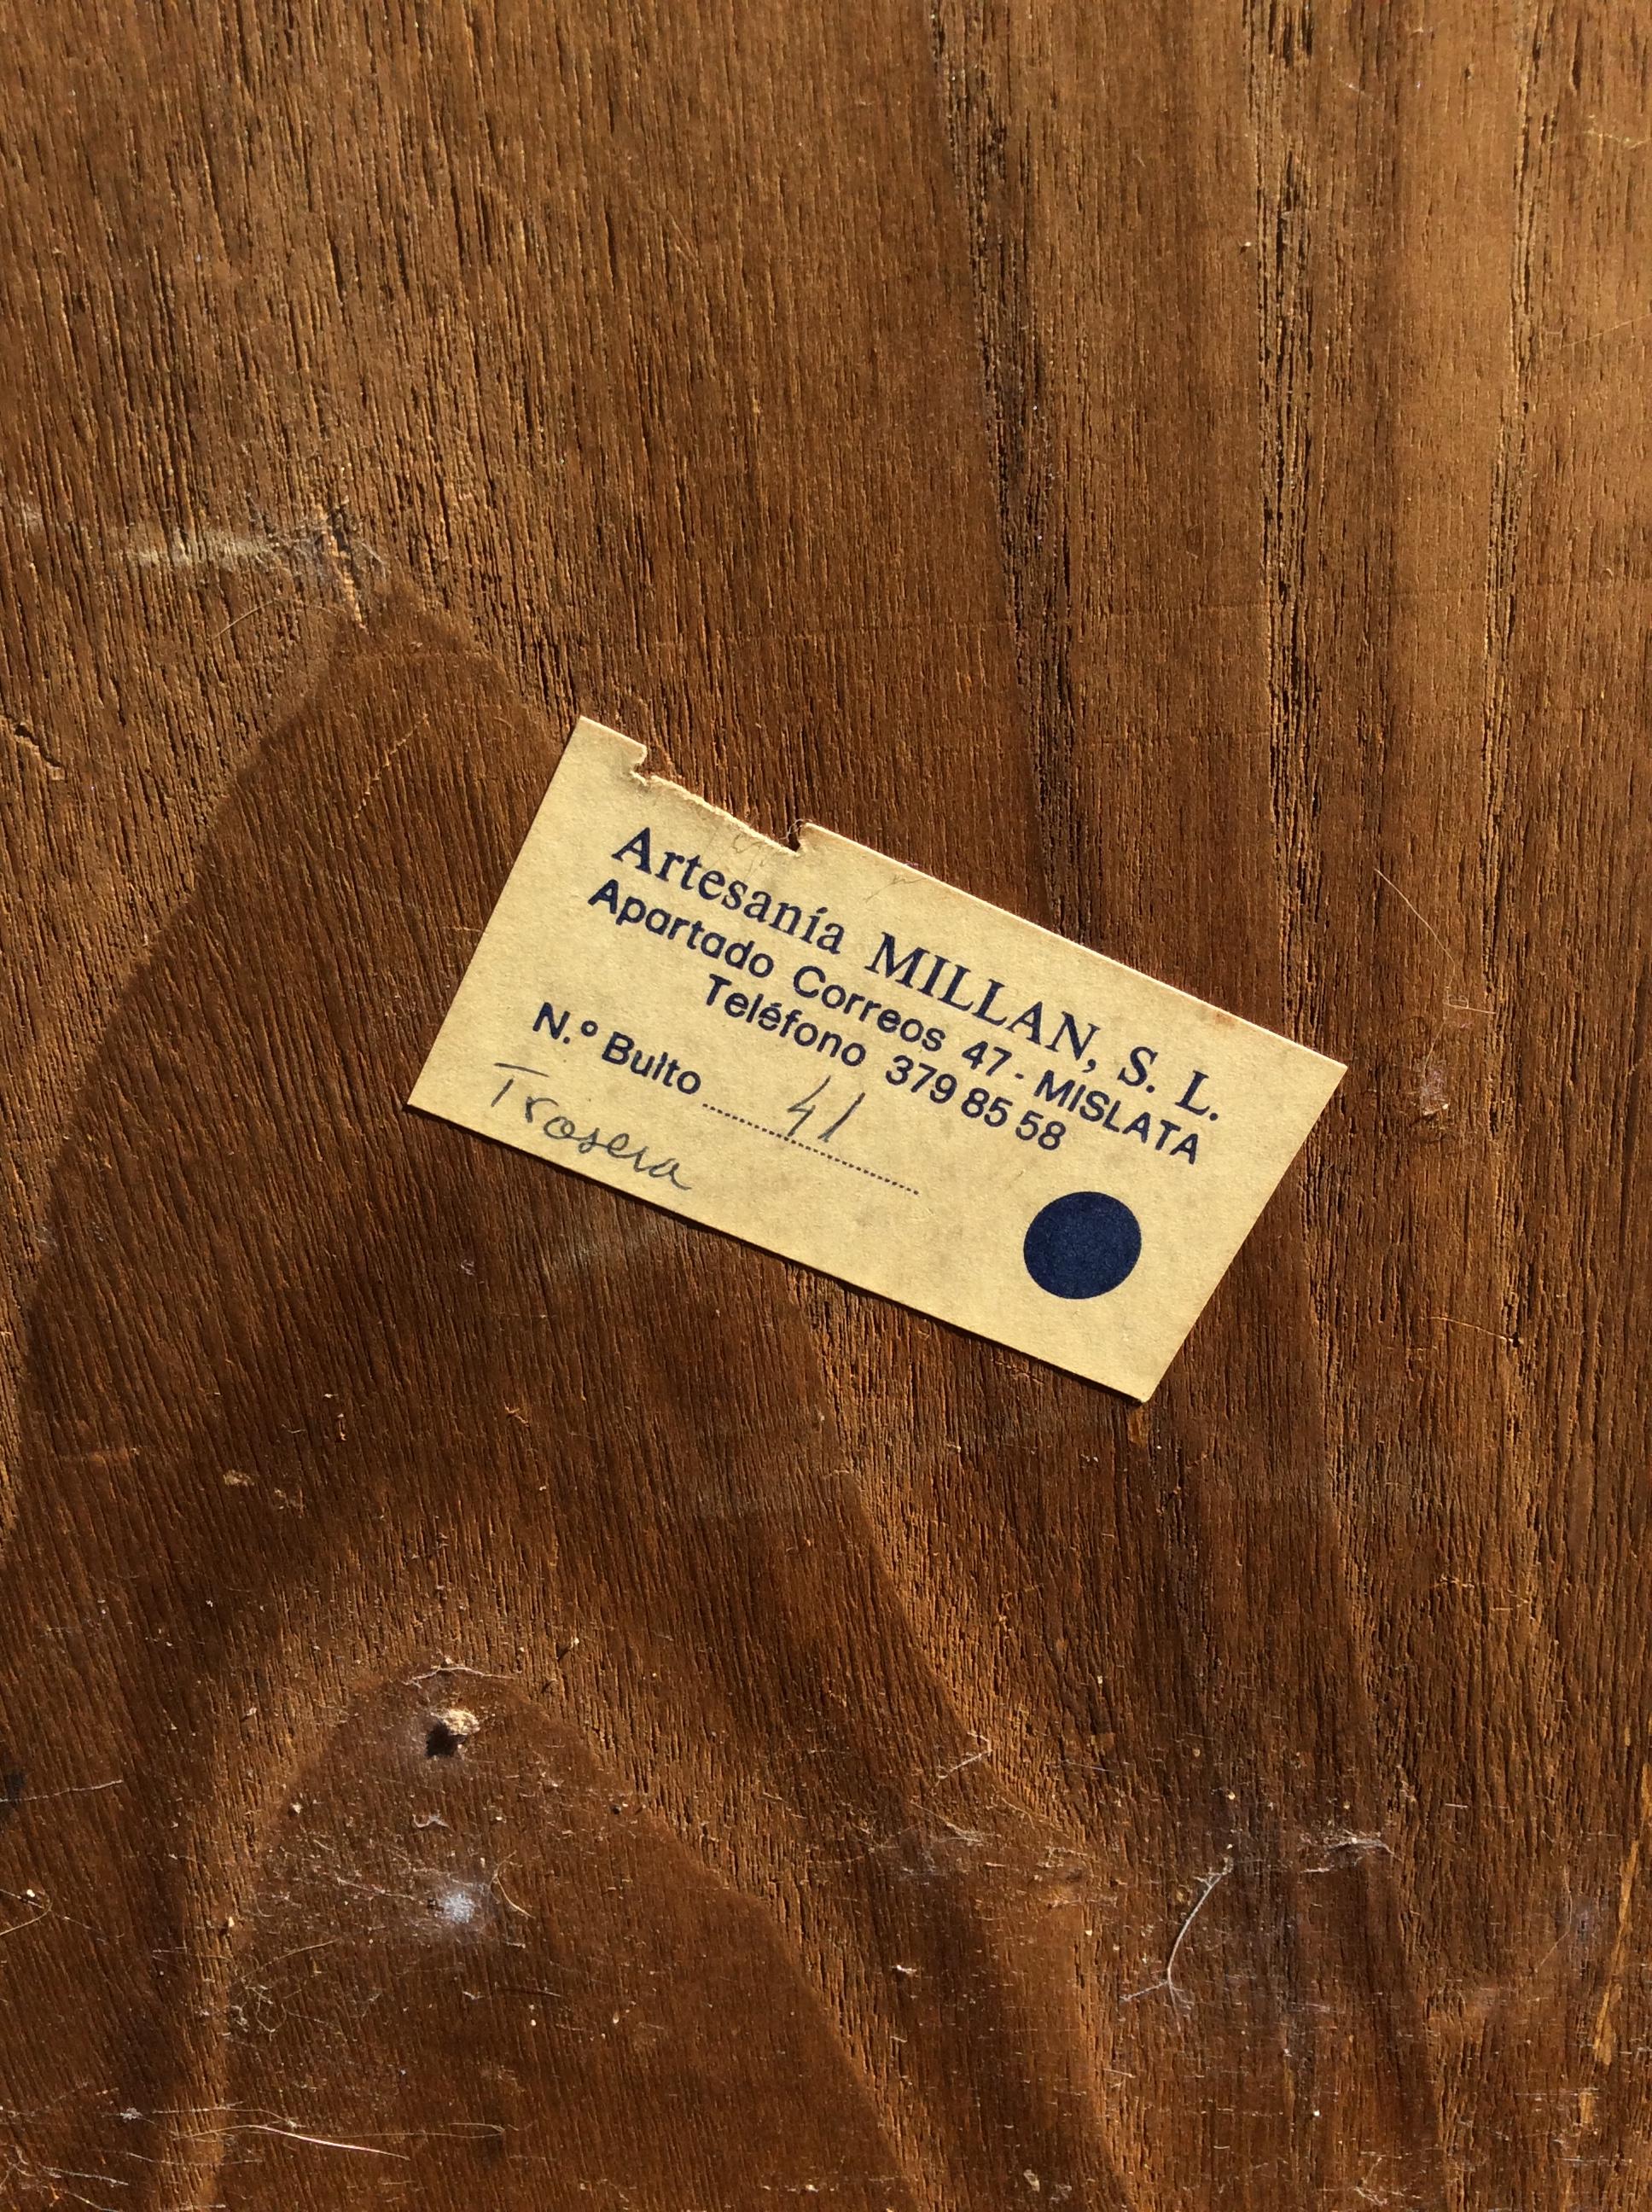 Artesanía MILLAN, S. L.
Apartado Correos 47 - MISLATA
Teléfono 379 85 58
N.º Bulto 41
Trasera